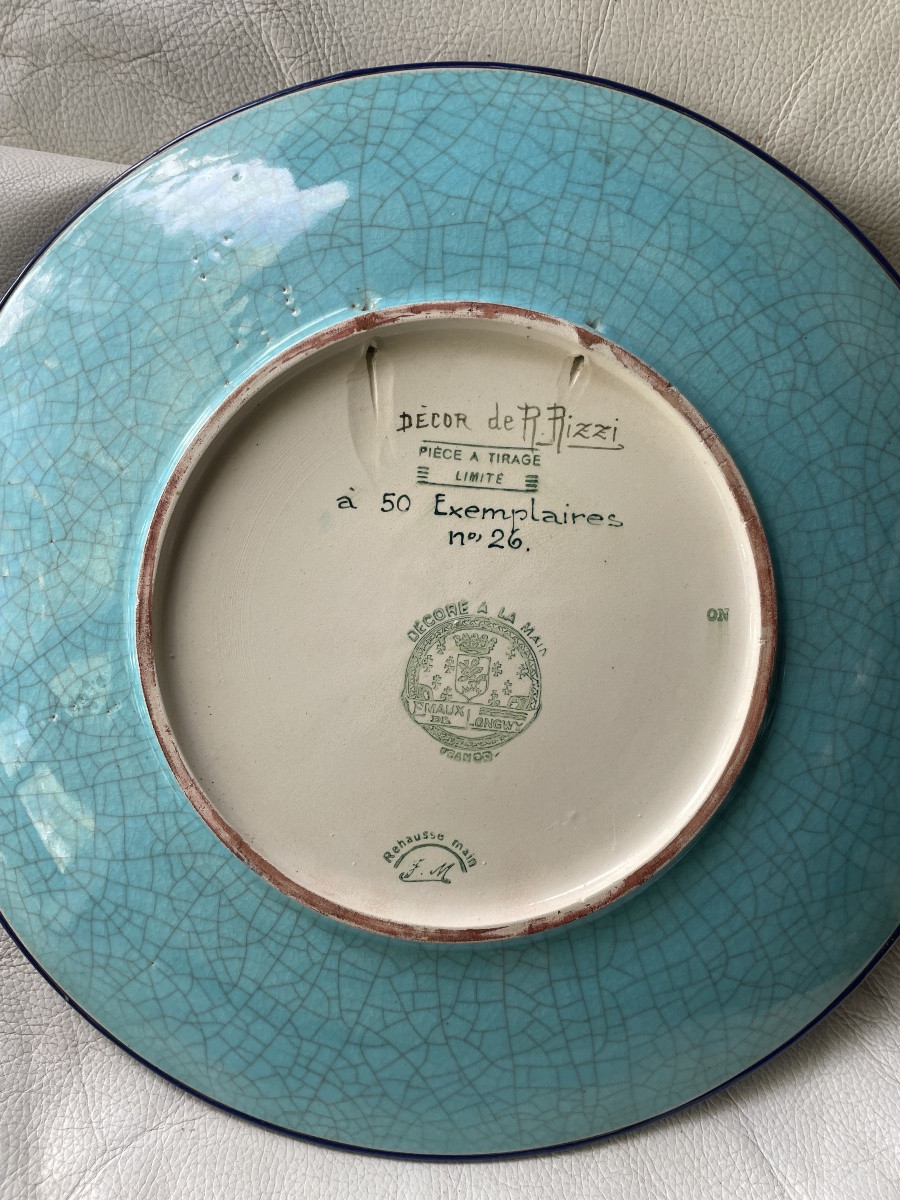 DÉCOR de R. Rizzi
PIÈCE A TIRAGE
LIMITÉ
à 50 Exemplaires
no, 26.
DÉCORÉ A LA MAIN
EMAUX
DE LONGWY
FRANCE
ON
Rehausse main
J. M